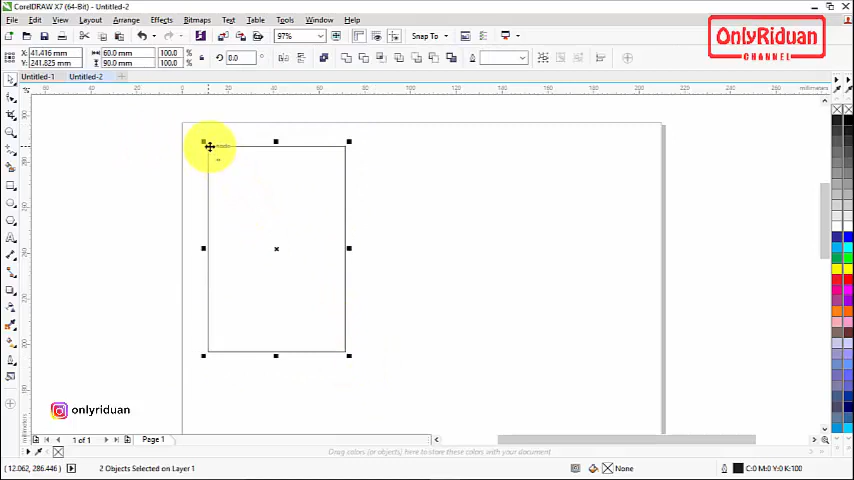 CorelDRAW X7 (64-Bit) - Untitled-2
File Edit View Layout Arrange Effects Bitmaps Text Table Tools Window Help
97% Snap To
X: 41.416 mm 60.0 mm 100.0 %
Y: 241.825 mm 90.0 mm 100.0 %
0.0 °
Untitled-1 Untitled-2
OnlyRiduan
CHANNEL
millimeters
onlyriduan
1 of 1 Page 1
Drag colors (or objects) here to store these colors with your document
(12.062, 286.446) 2 Objects Selected on Layer 1 None C:0 M:0 Y:0 K:100